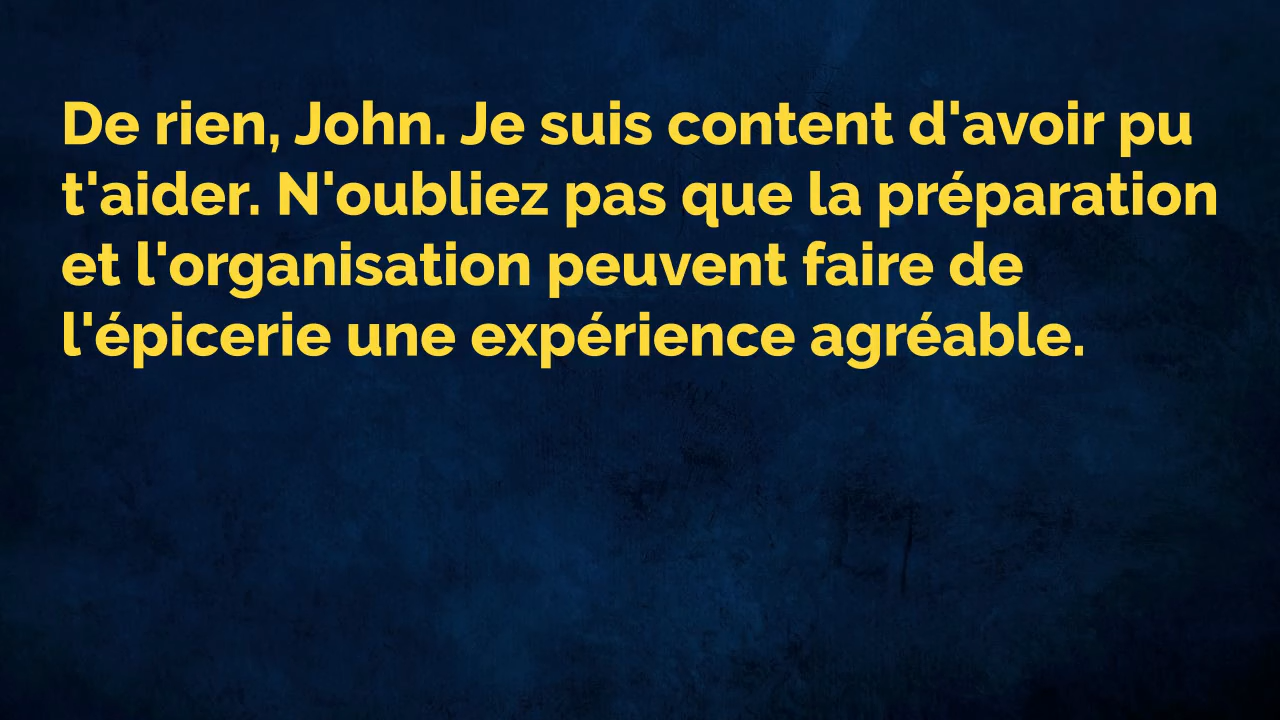 De rien, John. Je suis content d'avoir pu
t'aider. N'oubliez pas que la préparation
et l'organisation peuvent faire de
l'épicerie une expérience agréable.